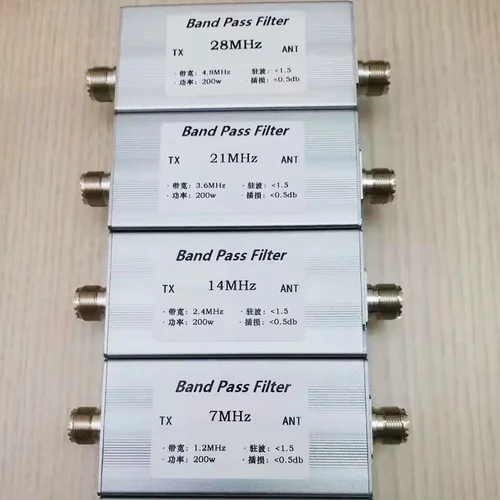 Band Pass Filter
TX 28MHz ANT
· 带宽: 4.8MHz · 驻波: <1.5
· 功率: 200w · 插损: <0.5db
Band Pass Filter
TX 21MHz ANT
· 带宽: 3.6MHz · 驻波: <1.5
· 功率: 200w · 插损: <0.5db
Band Pass Filter
TX 14MHz ANT
· 带宽: 2.4MHz · 驻波: <1.5
· 功率: 200w · 插损: <0.5db
Band Pass Filter
TX 7MHz ANT
· 带宽: 1.2MHz · 驻波: <1.5
· 功率: 200w · 插损: <0.5db